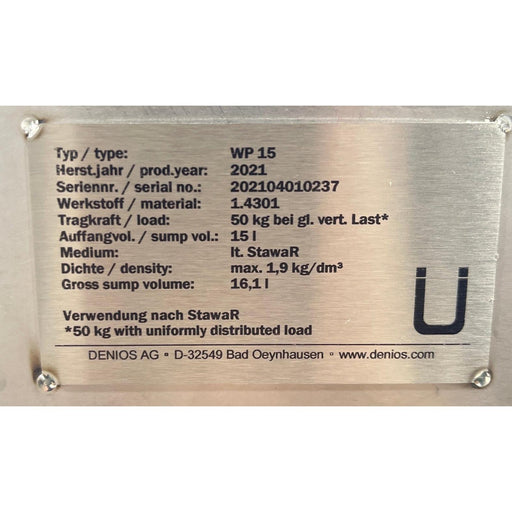 Typ / type: WP 15
Herst.jahr / prod.year: 2021
Seriennr. / serial no.: 202104010237
Werkstoff / material: 1.4301
Tragkraft / load: 50 kg bei gl. vert. Last*
Auffangvol. / sump vol.: 15 l
Medium: lt. StawaR
Dichte / density: max. 1,9 kg/dm³
Gross sump volume: 16,1 l
Ü
Verwendung nach StawaR
*50 kg with uniformly distributed load
DENIOS AG • D-32549 Bad Oeynhausen • www.denios.com